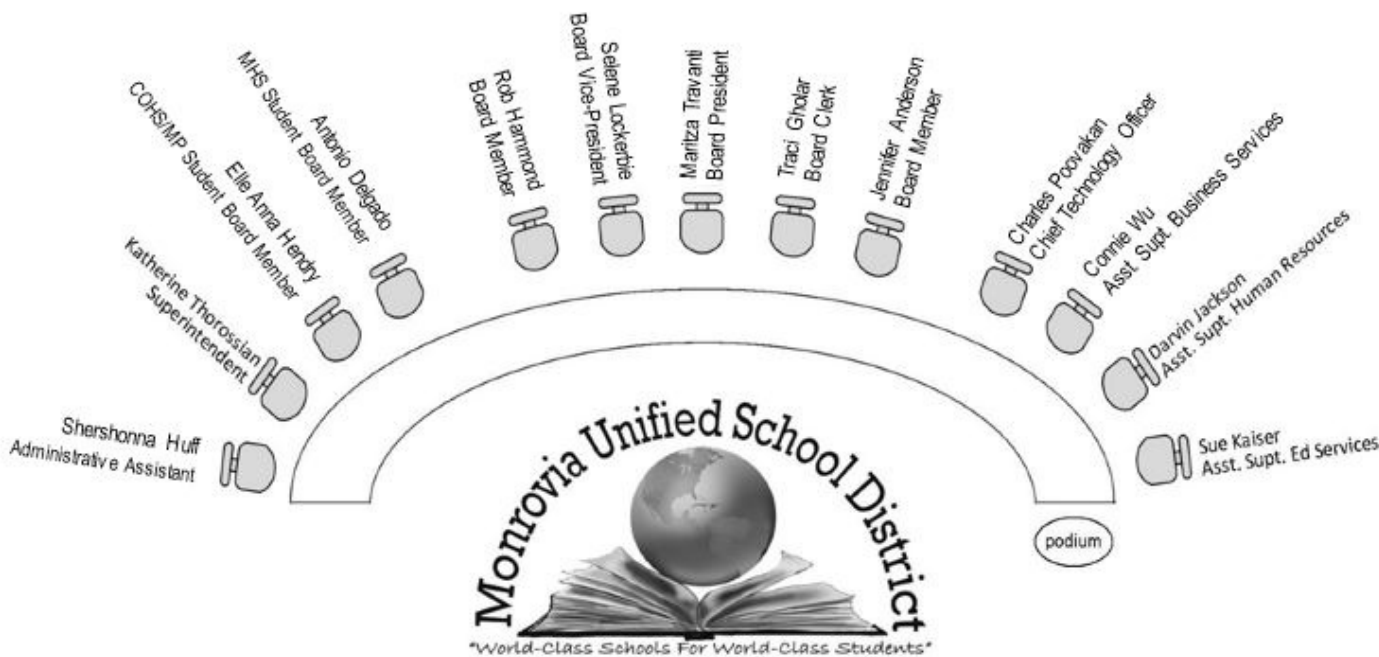 Shershonna Huff
Administrative Assistant
Katherine Thorossian
Superintendent
Ellie Anna Hendry
COHS/MP Student Board Member
Antonio Delgado
MHS Student Board Member
Rob Hammond
Board Member
Selene Lockerbie
Board Vice-President
Maritza Travanti
Board President
Traci Gholar
Board Clerk
Jennifer Anderson
Board Member
Charles Poovakan
Chief Technology Officer
Connie Wu
Asst. Supt Business Services
Darvin Jackson
Asst. Supt. Human Resources
Sue Kaiser
Asst. Supt. Ed Services
podium
Monrovia Unified School District
"World-Class Schools For World-Class Students"